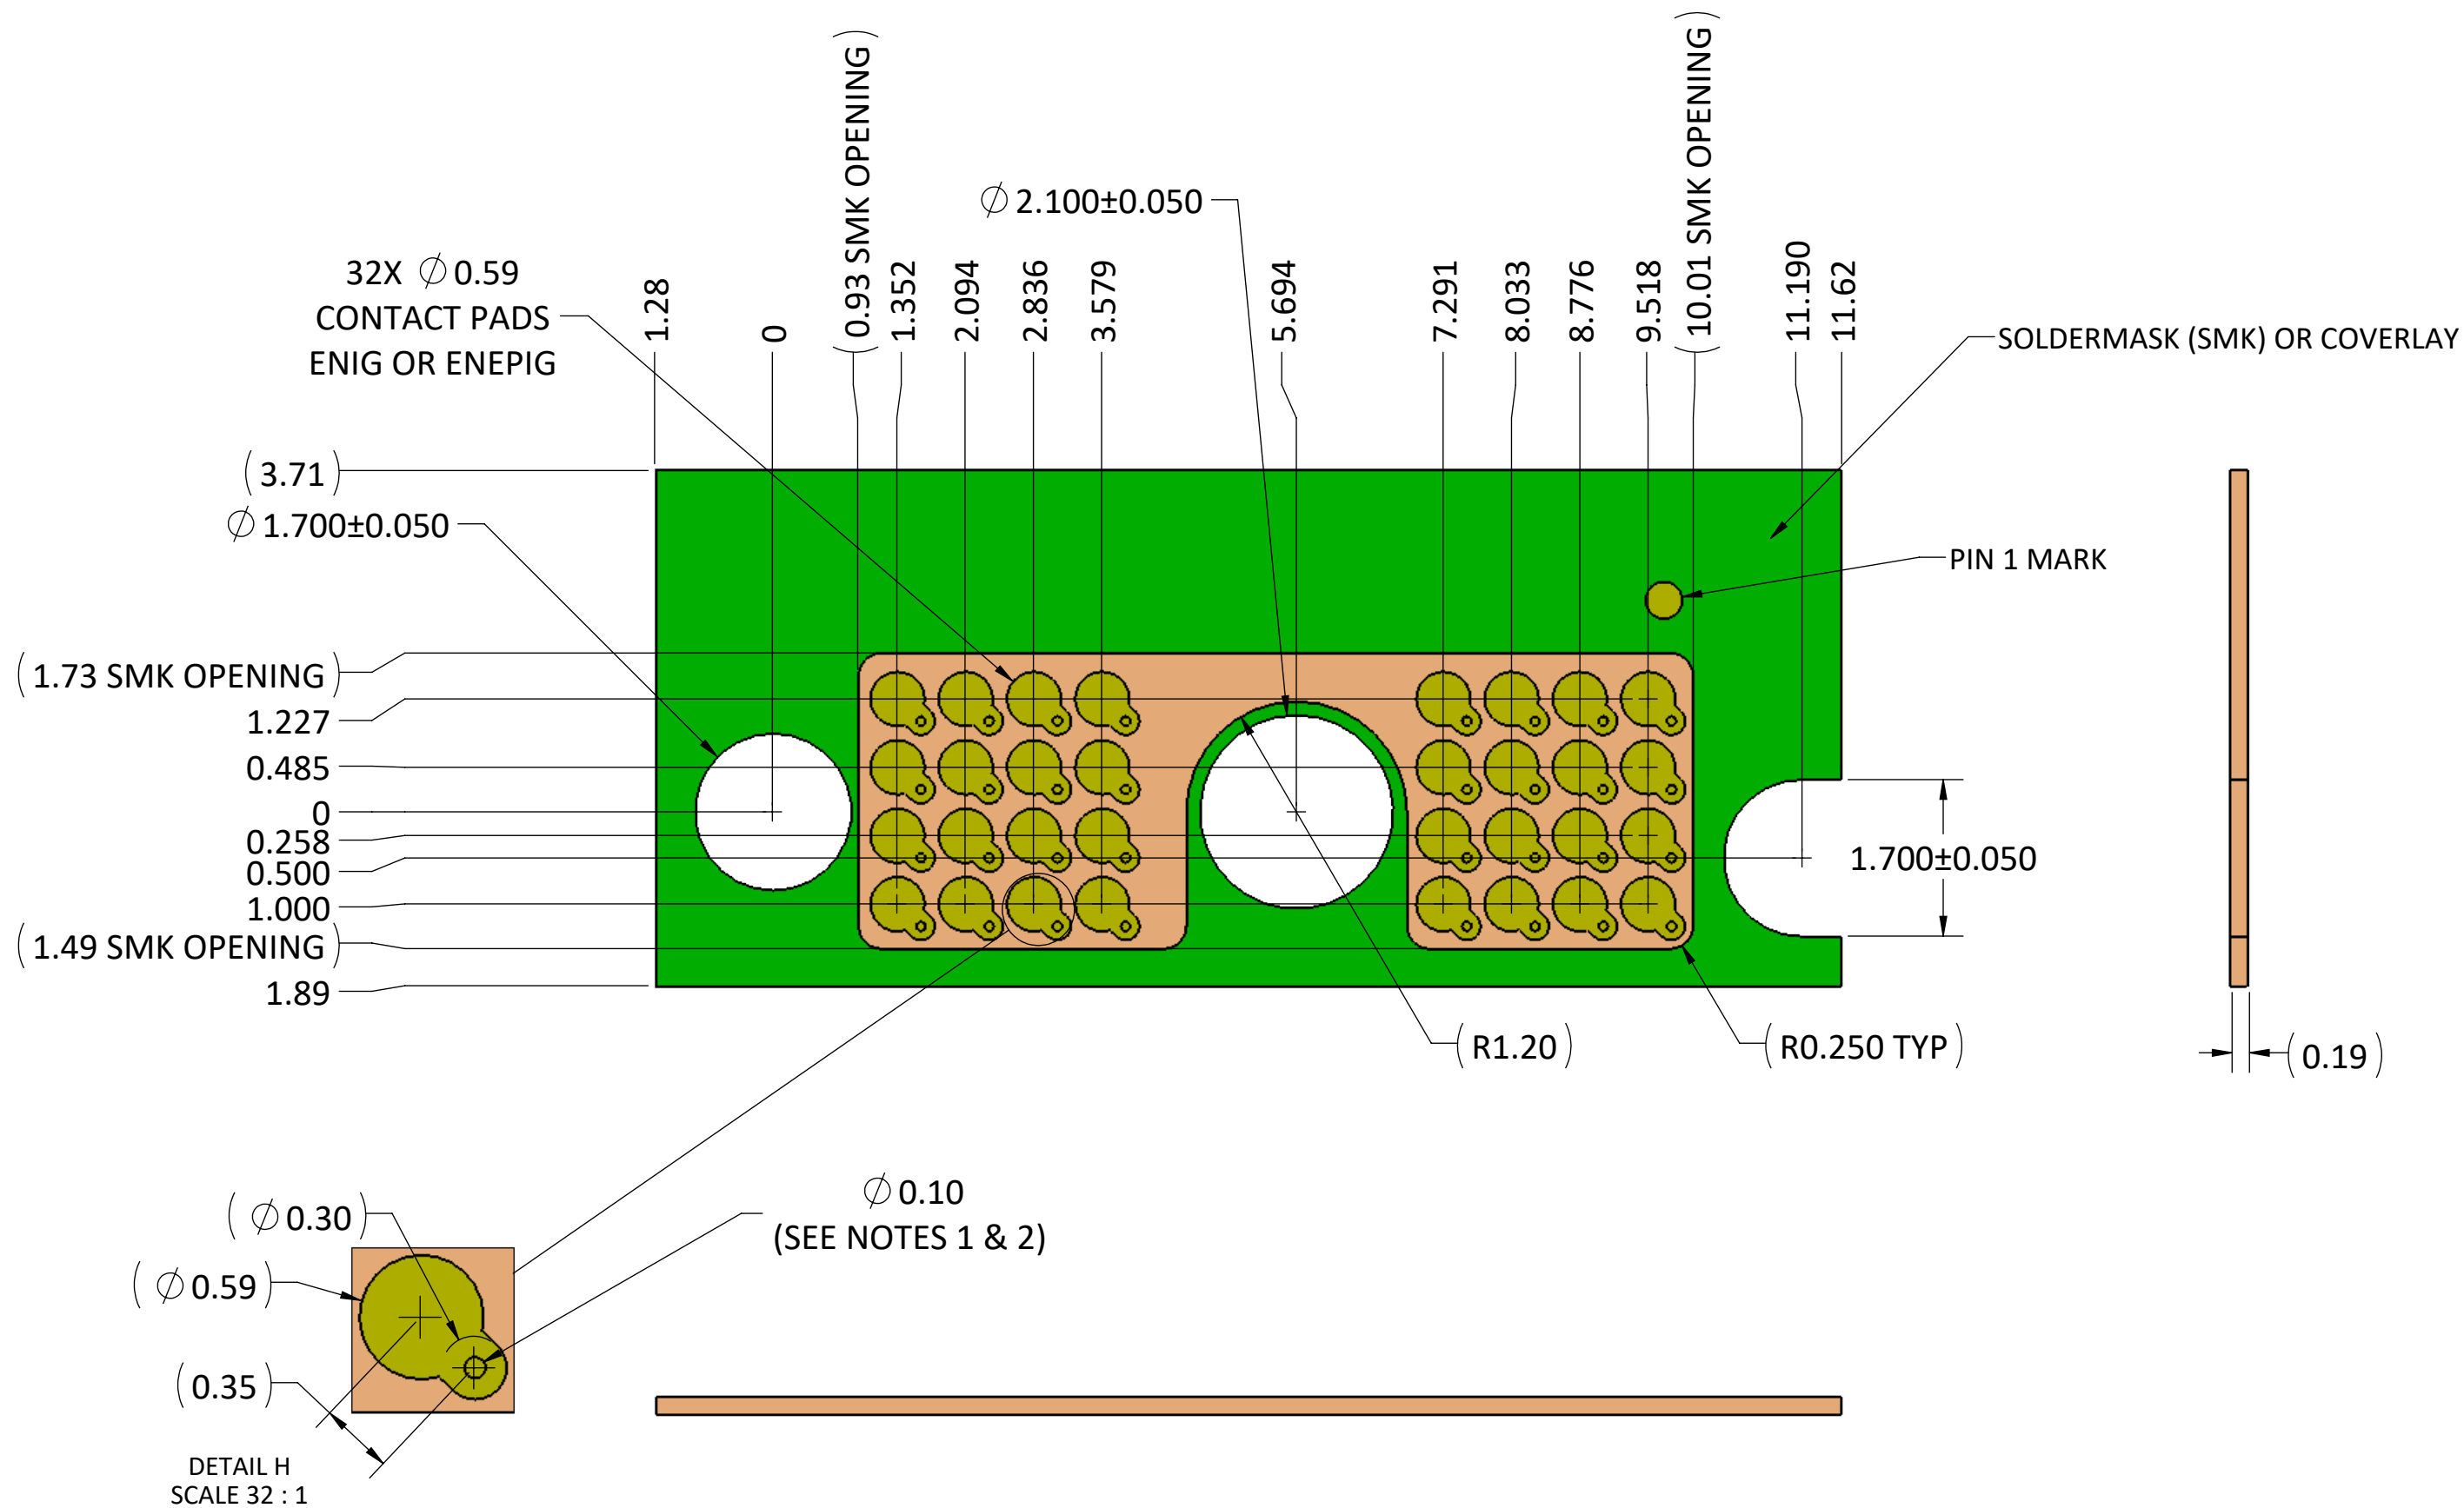 (0.93 SMK OPENING)
(10.01 SMK OPENING)
⌀ 2.100±0.050
32X ⌀ 0.59
CONTACT PADS
ENIG OR ENEPIG
1.28
0
1.352
2.094
2.836
3.579
5.694
7.291
8.033
8.776
9.518
11.190
11.62
SOLDERMASK (SMK) OR COVERLAY
(3.71)
⌀ 1.700±0.050
PIN 1 MARK
(1.73 SMK OPENING)
1.227
0.485
0
0.258
0.500
1.000
(1.49 SMK OPENING)
1.89
1.700±0.050
(R1.20)
(R0.250 TYP)
(0.19)
⌀ 0.10
(SEE NOTES 1 & 2)
(⌀ 0.30)
(⌀ 0.59)
(0.35)
DETAIL H
SCALE 32 : 1